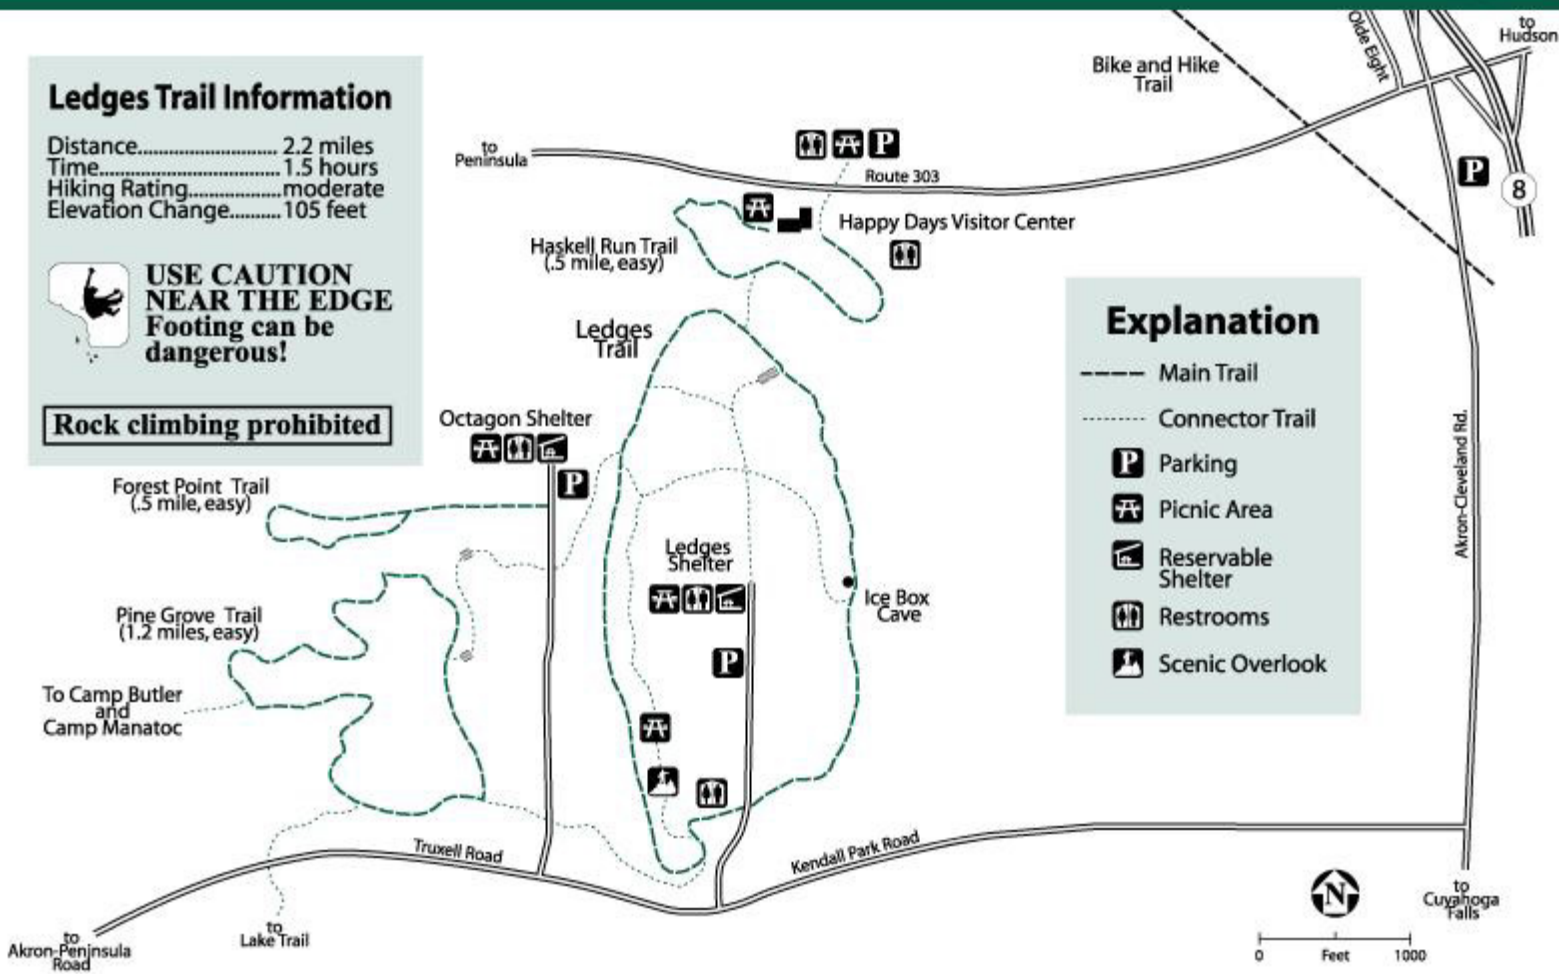 Ledges Trail Information
Distance............................ 2.2 miles
Time.................................... 1.5 hours
Hiking Rating..................moderate
Elevation Change..........105 feet
USE CAUTION
NEAR THE EDGE
Footing can be
dangerous!
Rock climbing prohibited
to
Peninsula
Route 303
Bike and Hike
Trail
Olde Eight
to
Hudson
P
P
8
Haskell Run Trail
(.5 mile, easy)
Happy Days Visitor Center
Ledges
Trail
Octagon Shelter
P
Forest Point Trail
(.5 mile, easy)
Pine Grove Trail
(1.2 miles, easy)
To Camp Butler
and
Camp Manatoc
Ledges
Shelter
P
Ice Box
Cave
Explanation
Main Trail
Connector Trail
P Parking
Picnic Area
Reservable
Shelter
Restrooms
Scenic Overlook
Akron-Cleveland Rd.
Truxell Road
Kendall Park Road
to
Akron-Peninsula
Road
to
Lake Trail
to
Cuyahoga
Falls
N
0 Feet 1000